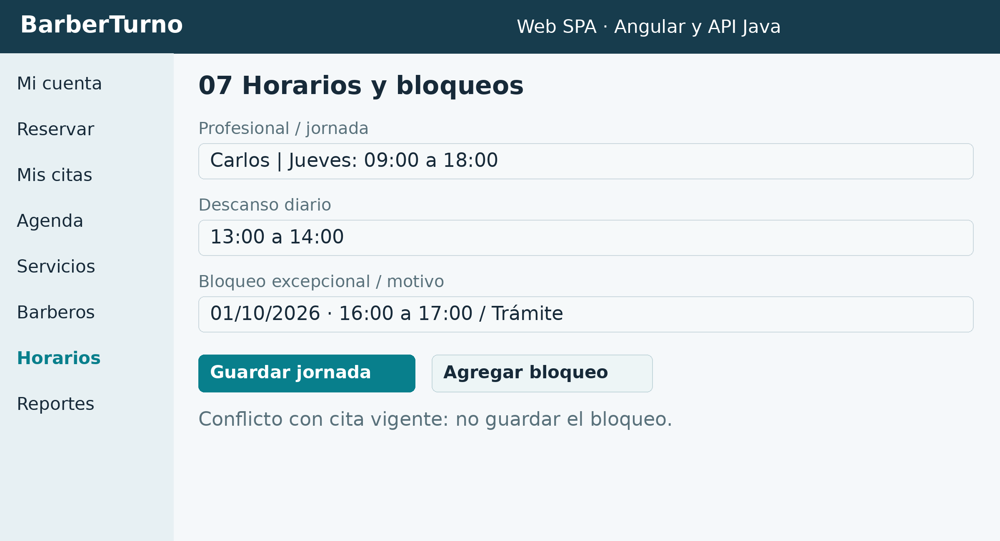 BarberTurno
Web SPA · Angular y API Java
Mi cuenta
Reservar
Mis citas
Agenda
Servicios
Barberos
Horarios
Reportes
07 Horarios y bloqueos
Profesional / jornada
Carlos | Jueves: 09:00 a 18:00
Descanso diario
13:00 a 14:00
Bloqueo excepcional / motivo
01/10/2026 · 16:00 a 17:00 / Trámite
Guardar jornada
Agregar bloqueo
Conflicto con cita vigente: no guardar el bloqueo.